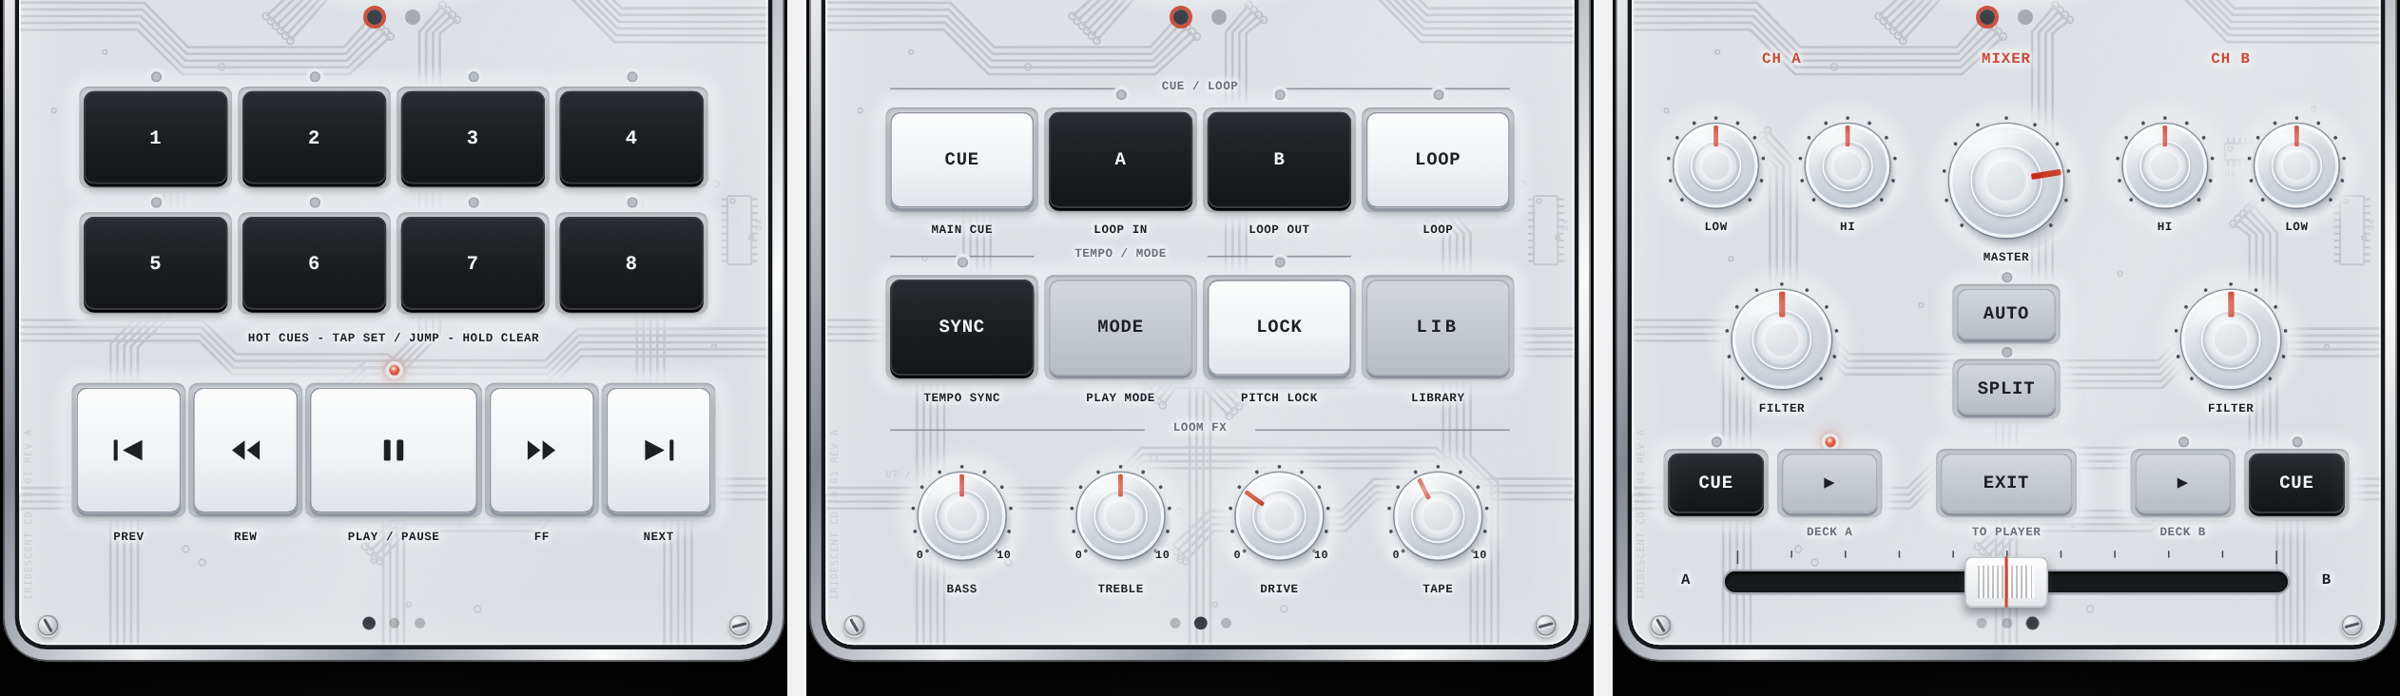 1 2 3 4
5 6 7 8
HOT CUES - TAP SET / JUMP - HOLD CLEAR
PREV REW PLAY / PAUSE FF NEXT
CUE / LOOP
CUE A B LOOP
MAIN CUE LOOP IN LOOP OUT LOOP
TEMPO / MODE
SYNC MODE LOCK LIB
TEMPO SYNC PLAY MODE PITCH LOCK LIBRARY
LOOM FX
0 10 0 10 0 10 0 10
BASS TREBLE DRIVE TAPE
CH A MIXER CH B
LOW HI HI LOW
MASTER
AUTO
SPLIT
FILTER FILTER
CUE EXIT CUE
DECK A TO PLAYER DECK B
A B